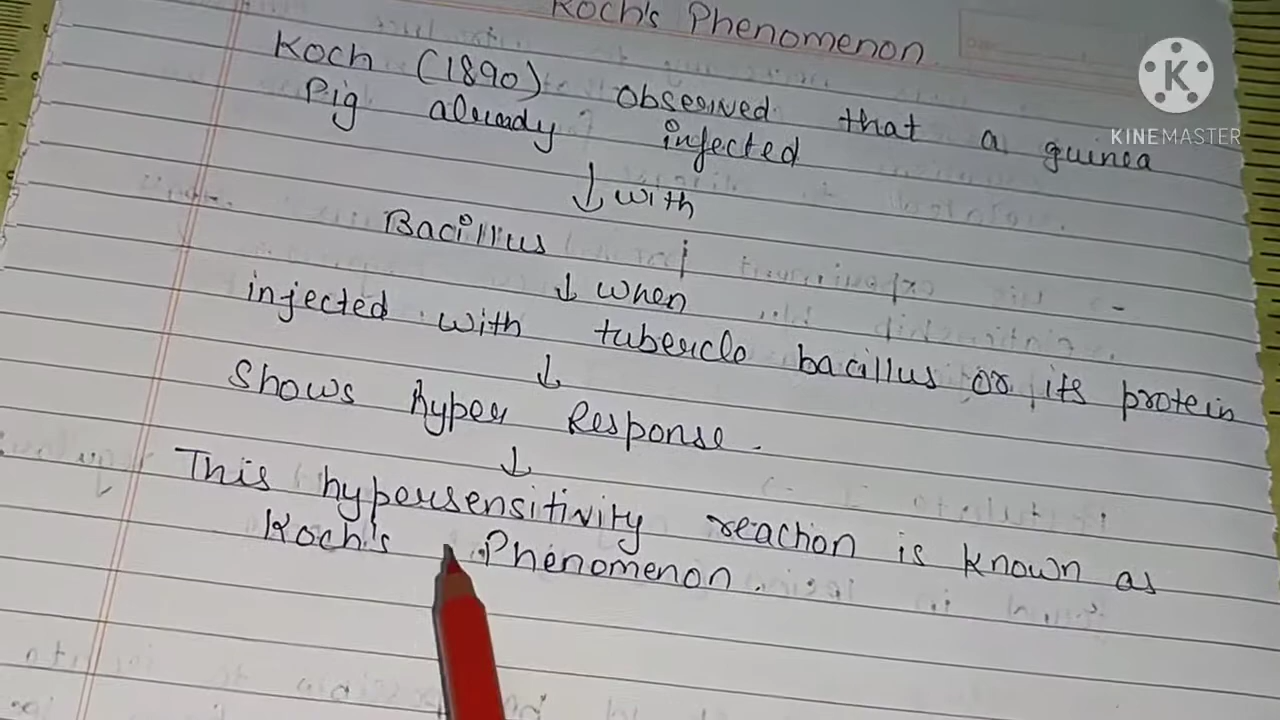 Koch's Phenomenon
Koch (1890) observed that a guinea
Pig already infected
↓ with
Bacillus
↓ when
injected with tubercle bacillus or its protein
↓
Shows Hyper Response.
↓
This hypersensitivity reaction is known as
Koch's Phenomenon.
K
KINEMASTER